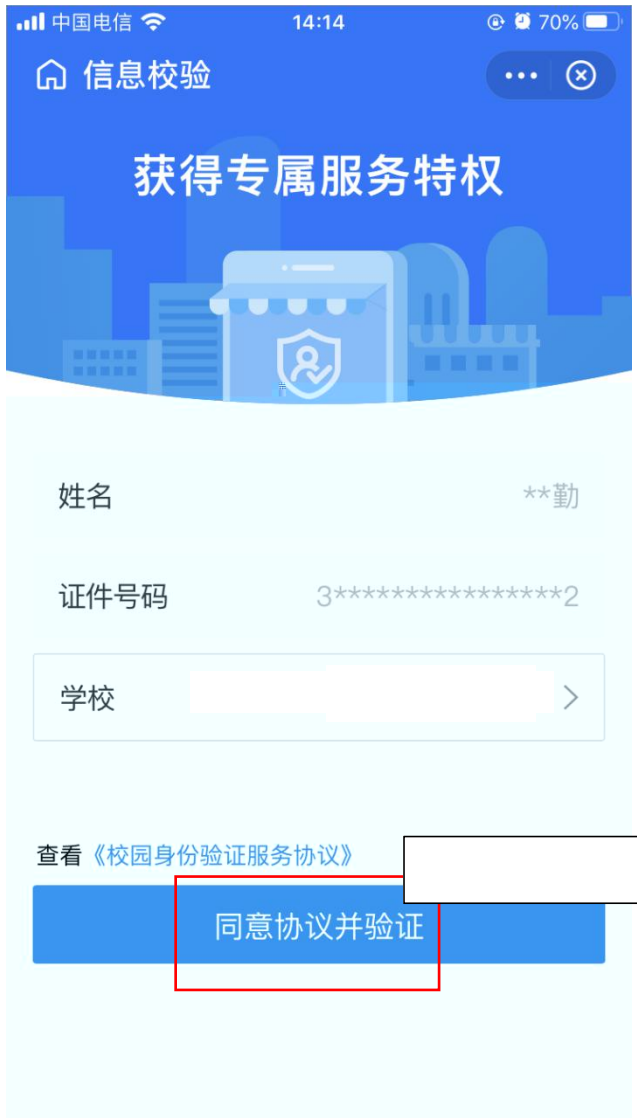 中国电信 14:14 70%
信息校验
获得专属服务特权
姓名 **勤
证件号码 3****************2
学校
查看《校园身份验证服务协议》
同意协议并验证